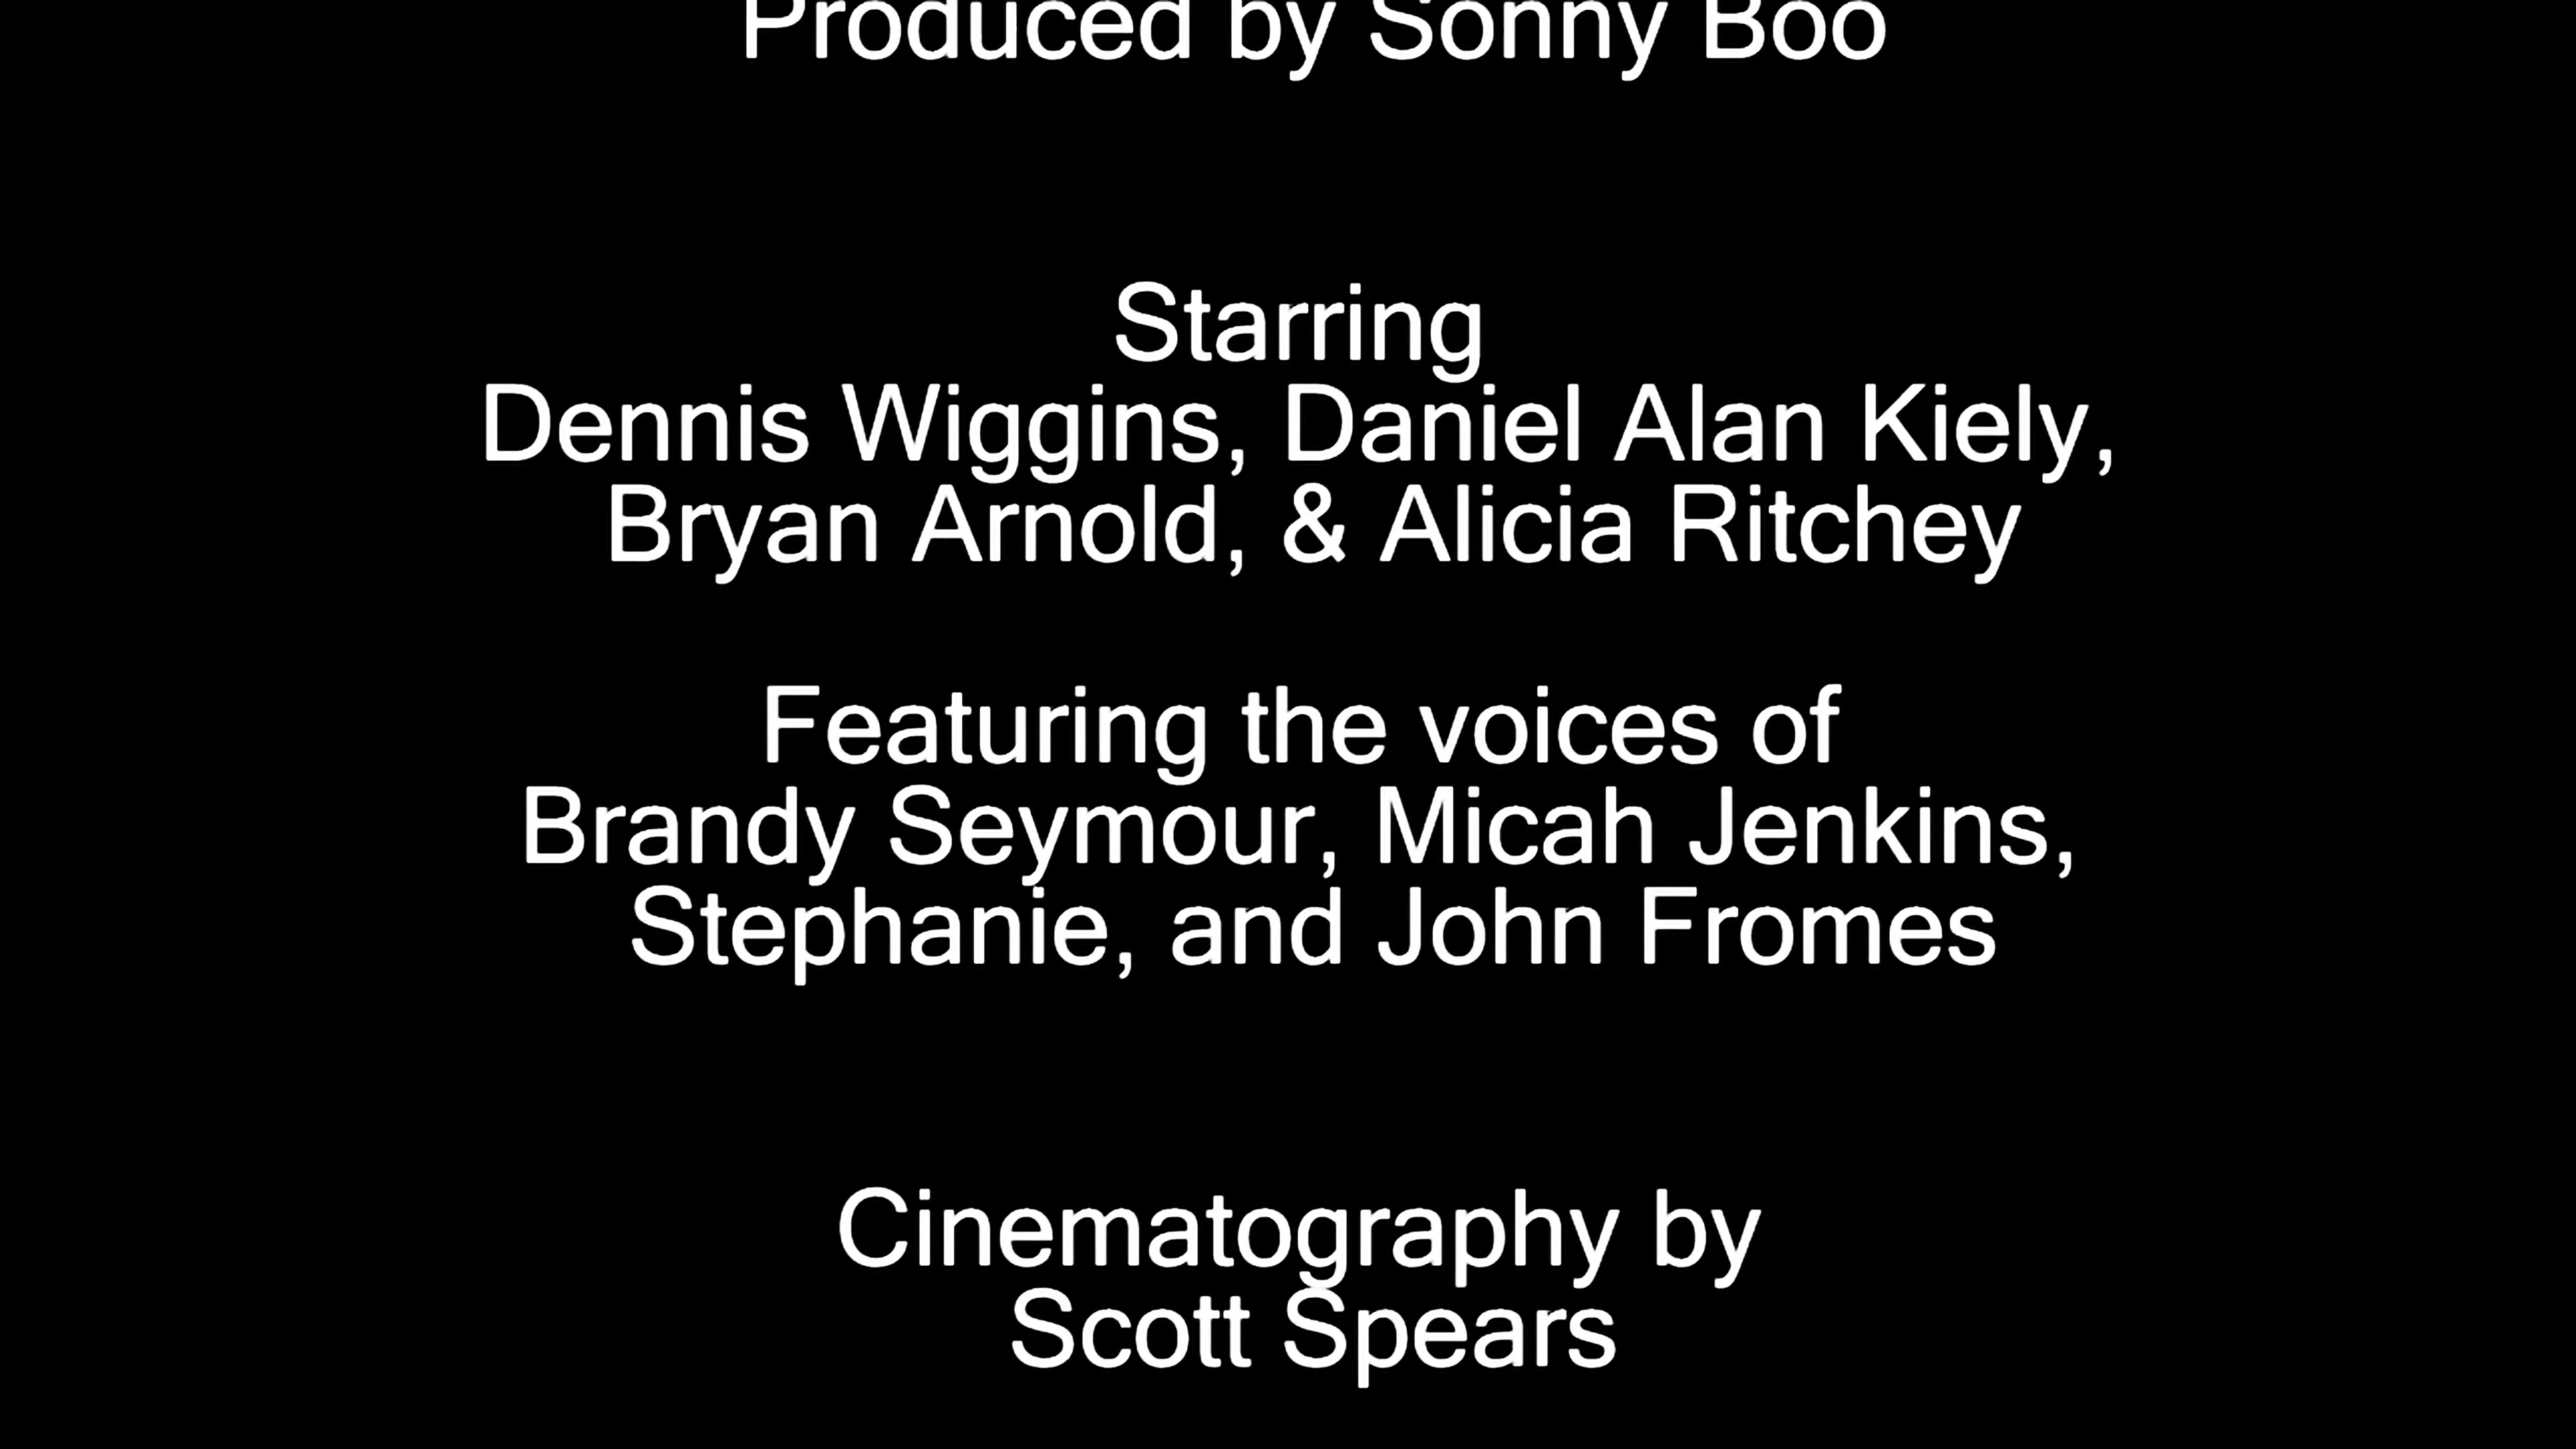 Produced by Sonny Boo
Starring
Dennis Wiggins, Daniel Alan Kiely,
Bryan Arnold, & Alicia Ritchey
Featuring the voices of
Brandy Seymour, Micah Jenkins,
Stephanie, and John Fromes
Cinematography by
Scott Spears